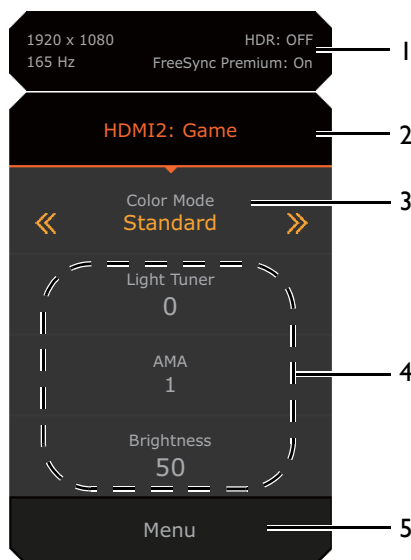 1920 x 1080 HDR: OFF
165 Hz FreeSync Premium: On
1
HDMI2: Game
2
Color Mode
3
Standard
Light Tuner
0
AMA
4
1
Brightness
50
Menu
5